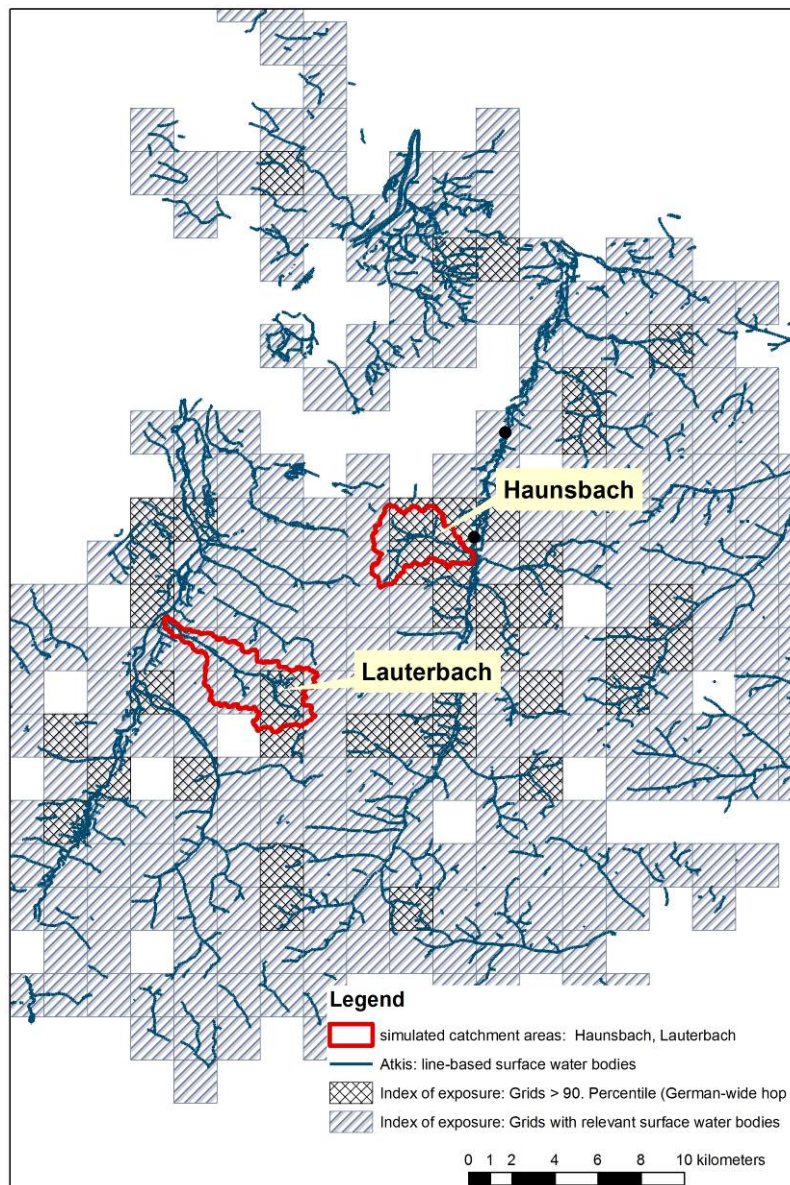 Haunsbach
Lauterbach
Legend
simulated catchment areas: Haunsbach, Lauterbach
Atkis: line-based surface water bodies
Index of exposure: Grids > 90. Percentile (German-wide hop
Index of exposure: Grids with relevant surface water bodies
0 1 2 4 6 8 10 kilometers